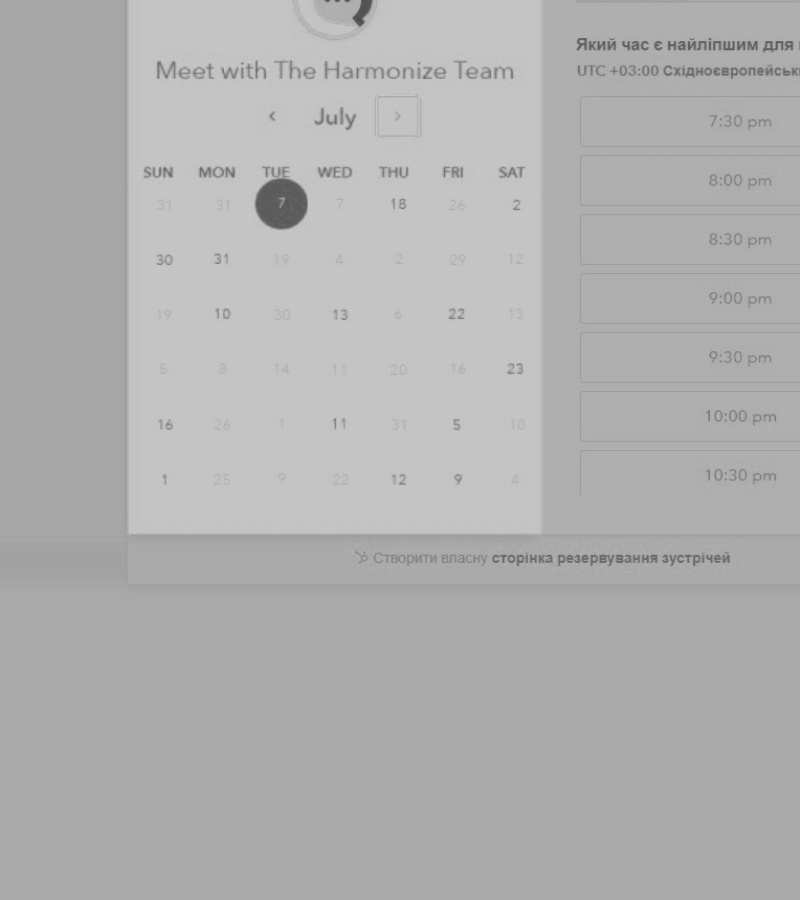 Meet with The Harmonize Team
‹ July ›
SUN MON TUE WED THU FRI SAT
31 31 7 7 18 26 2
30 31 19 4 2 29 12
19 10 30 13 6 22 13
5 8 14 11 20 16 23
16 26 1 11 31 5 10
1 25 9 22 12 9 4
Який час є найліпшим для
UTC +03:00 Східноєвропейськ
7:30 pm
8:00 pm
8:30 pm
9:00 pm
9:30 pm
10:00 pm
10:30 pm
Створити власну сторінка резервування зустрічей